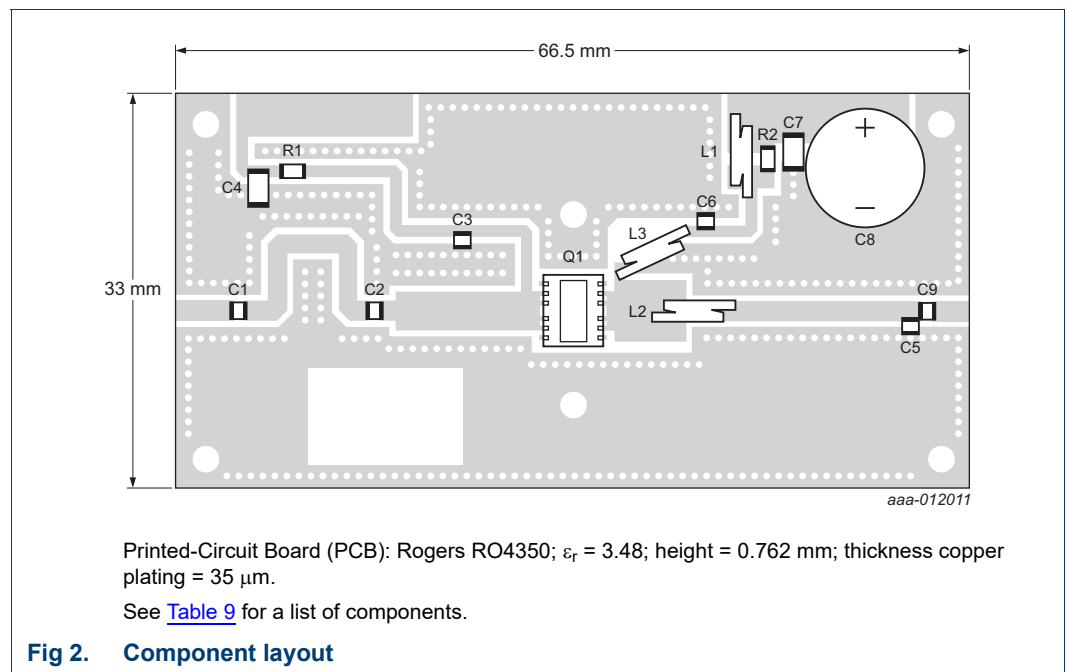 66.5 mm
33 mm
C7
R2
R1
L1
+
C4
C6
C3
L3
−
C8
Q1
C1
C2
L2
C9
C5
aaa-012011
Printed-Circuit Board (PCB): Rogers RO4350; εr = 3.48; height = 0.762 mm; thickness copper
plating = 35 μm.
See Table 9 for a list of components.
Fig 2. Component layout